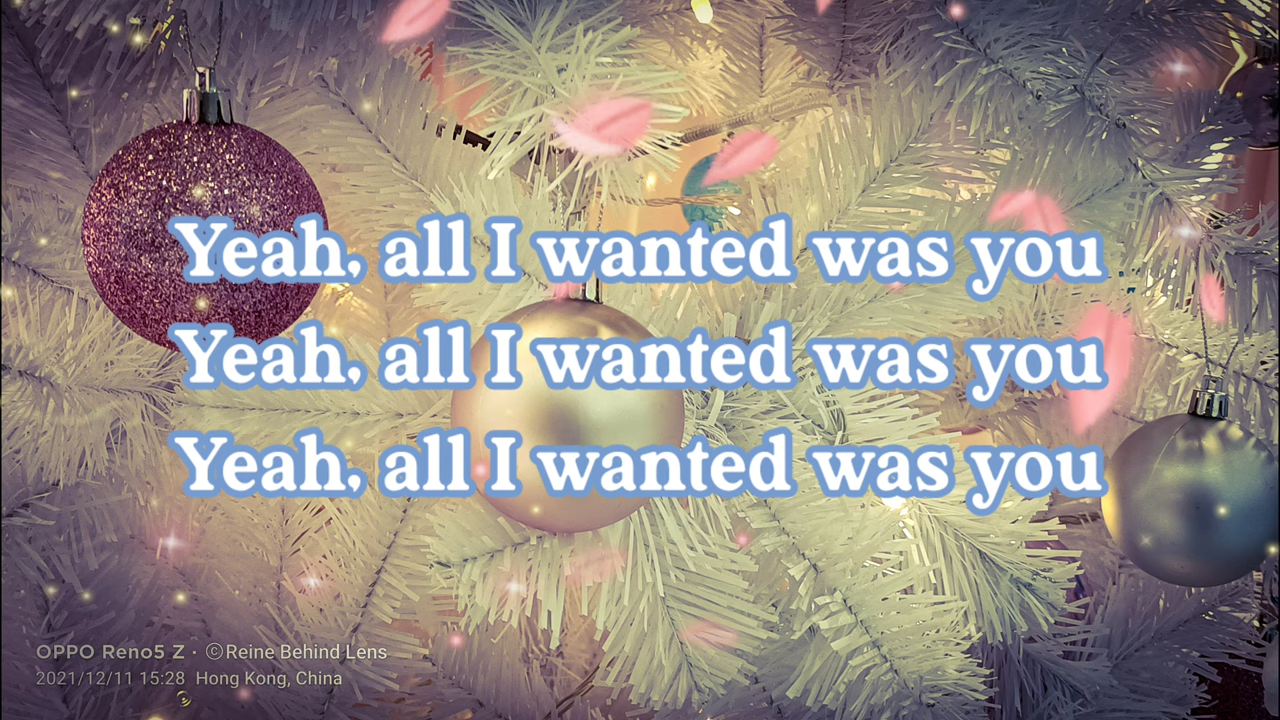 Yeah, all I wanted was you
Yeah, all I wanted was you
Yeah, all I wanted was you
OPPO Reno5 Z · ©Reine Behind Lens
2021/12/11 15:28 Hong Kong, China